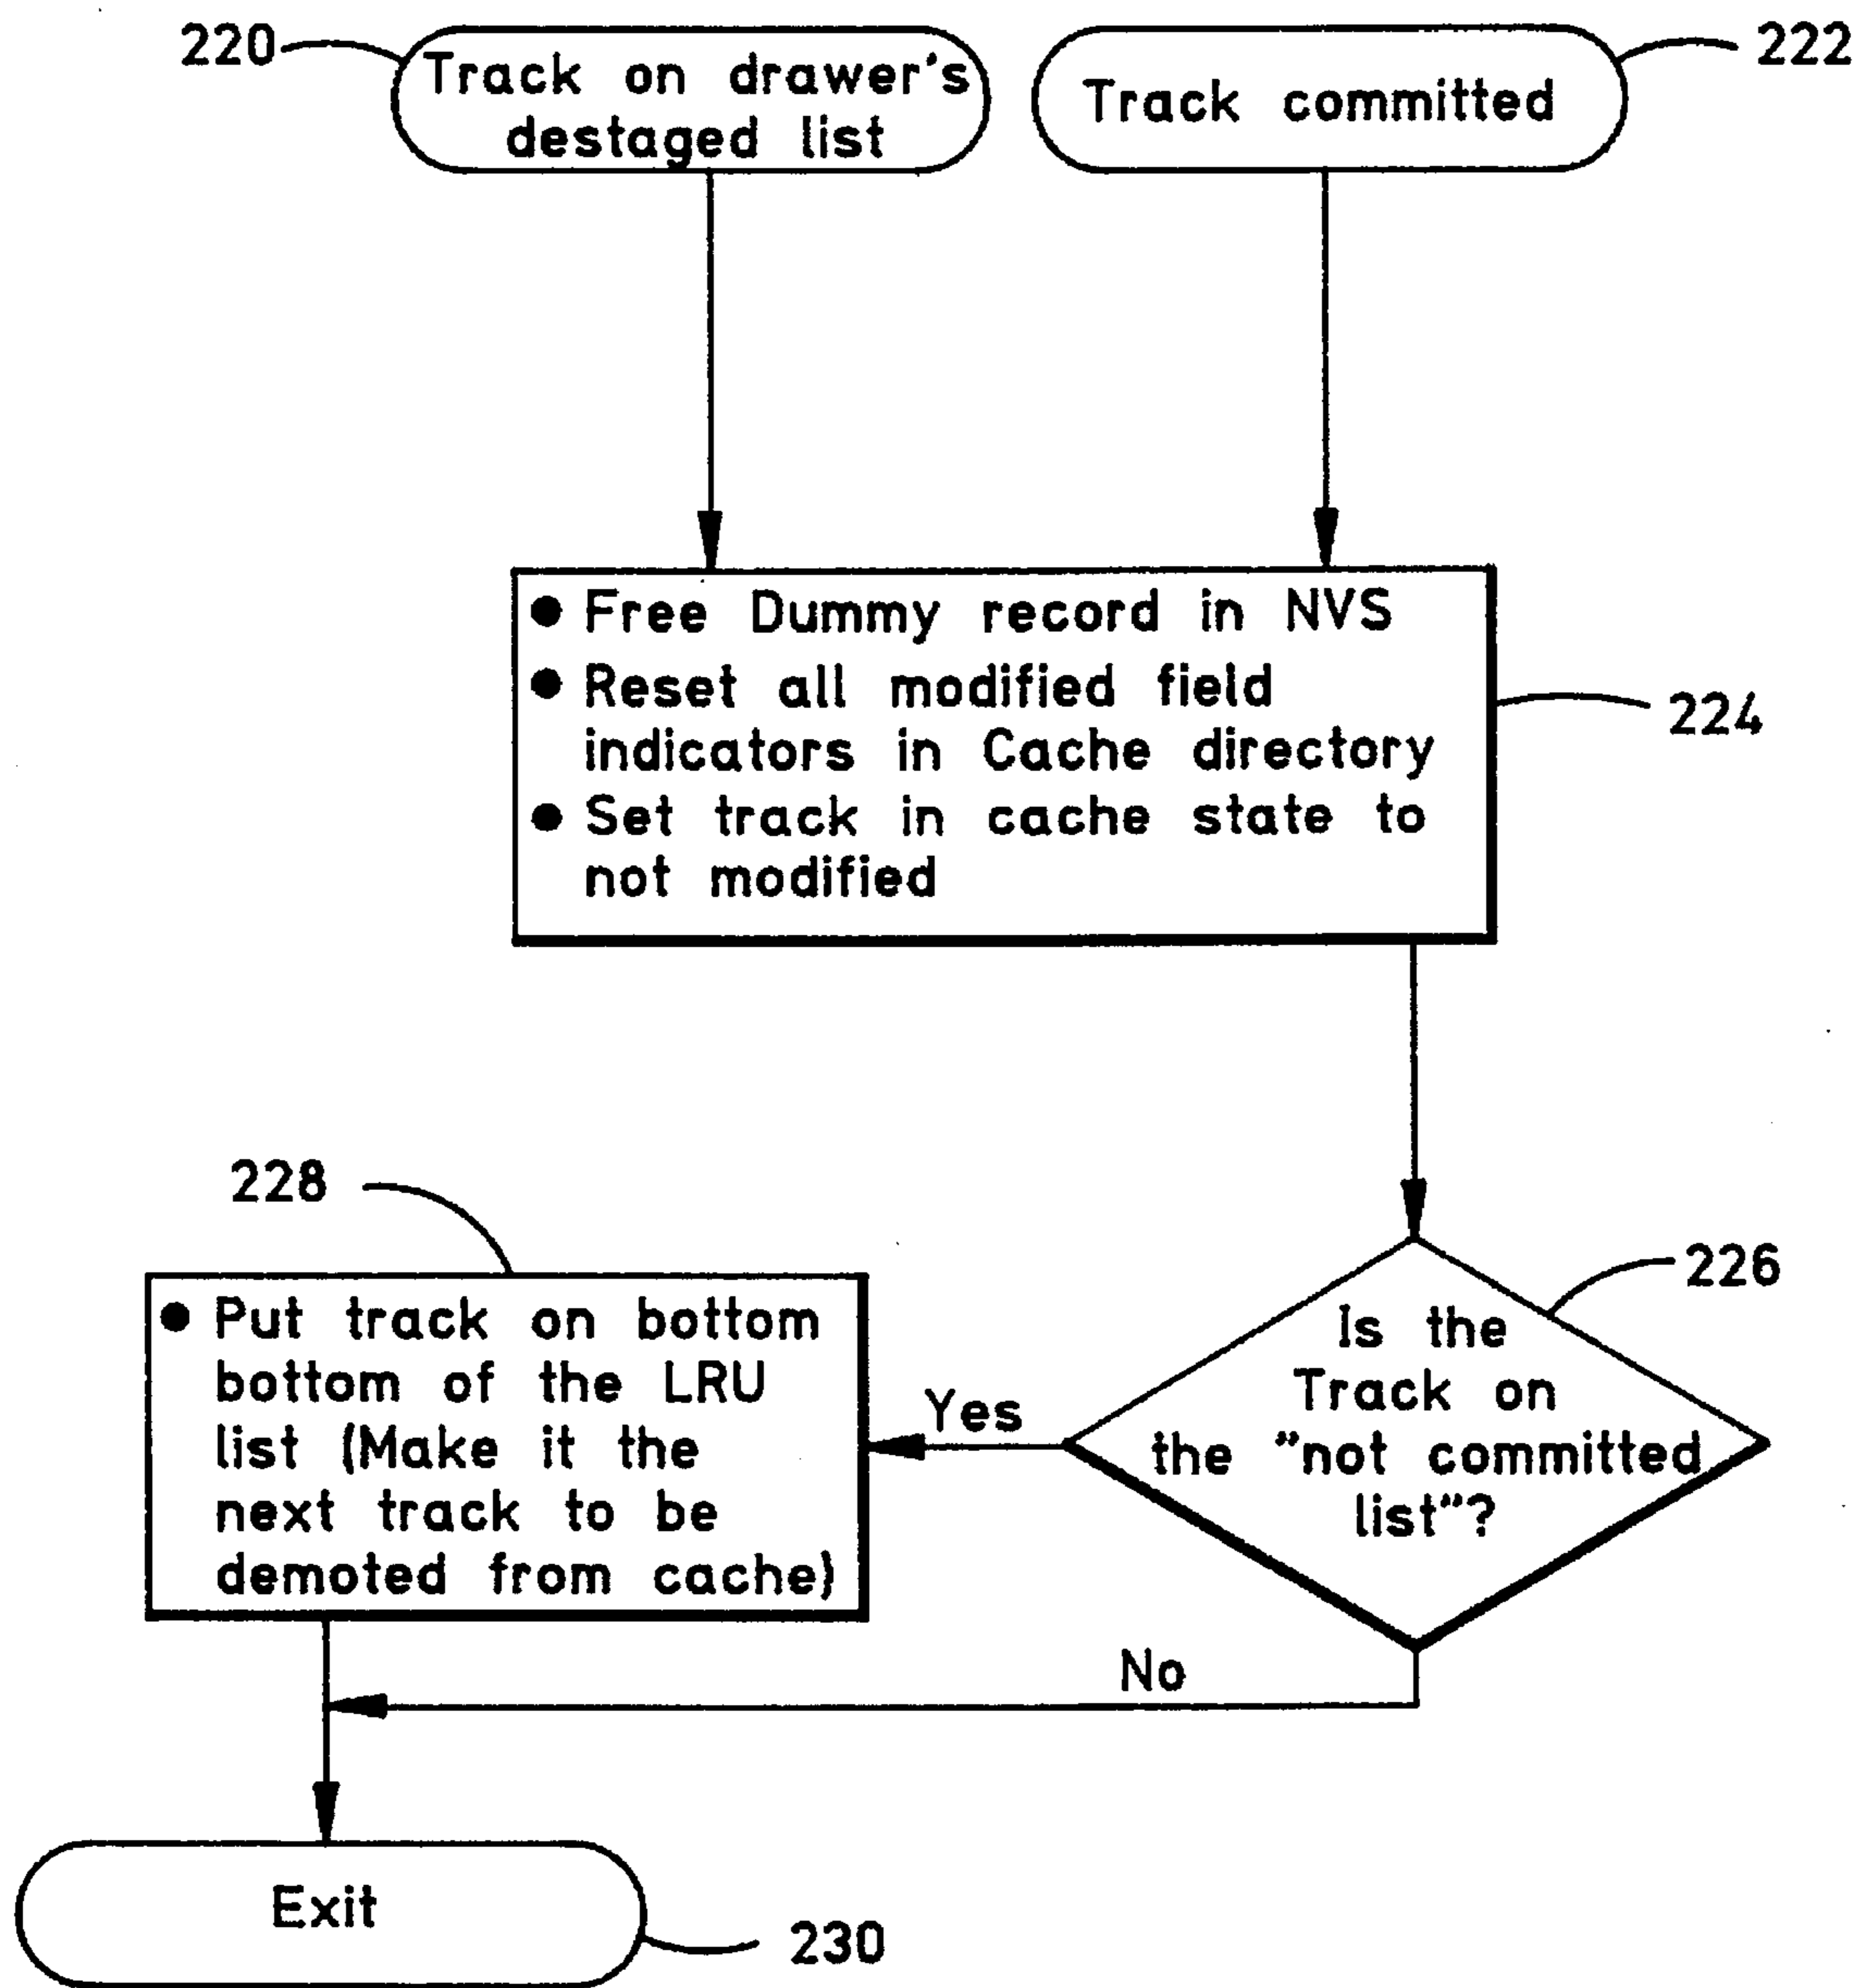 220
Track on drawer's
destaged list
Track committed
222
● Free Dummy record in NVS
● Reset all modified field
indicators in Cache directory
● Set track in cache state to
not modified
224
228
● Put track on bottom
bottom of the LRU
list (Make it the
next track to be
demoted from cache)
Yes
226
Is the
Track on
the "not committed
list"?
No
Exit
230